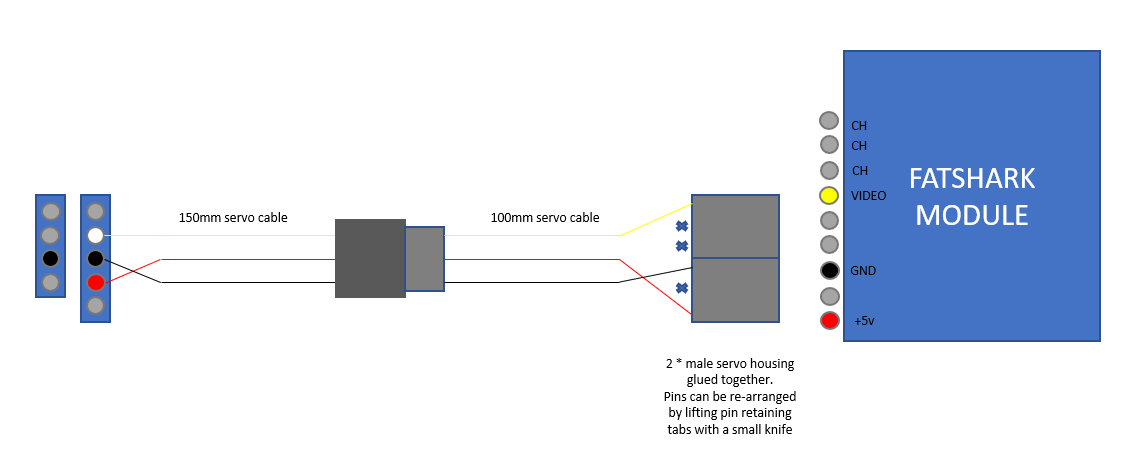 CH
CH
CH
VIDEO
FATSHARK
MODULE
150mm servo cable
100mm servo cable
GND
+5v
2 * male servo housing
glued together.
Pins can be re-arranged
by lifting pin retaining
tabs with a small knife